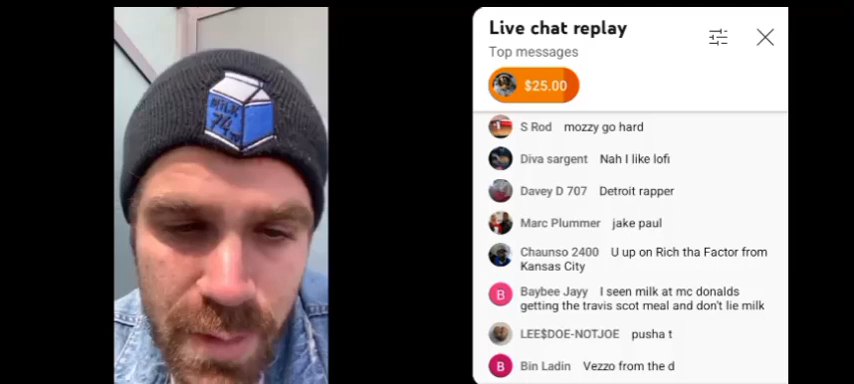 Live chat replay
Top messages
$25.00
S Rod mozzy go hard
Diva sargent Nah I like lofi
Davey D 707 Detroit rapper
Marc Plummer jake paul
Chaunso 2400 U up on Rich tha Factor from
Kansas City
B Baybee Jayy I seen milk at mc donalds
getting the travis scot meal and don't lie milk
LEE$DOE-NOTJOE pusha t
B Bin Ladin Vezzo from the d
MILK
74